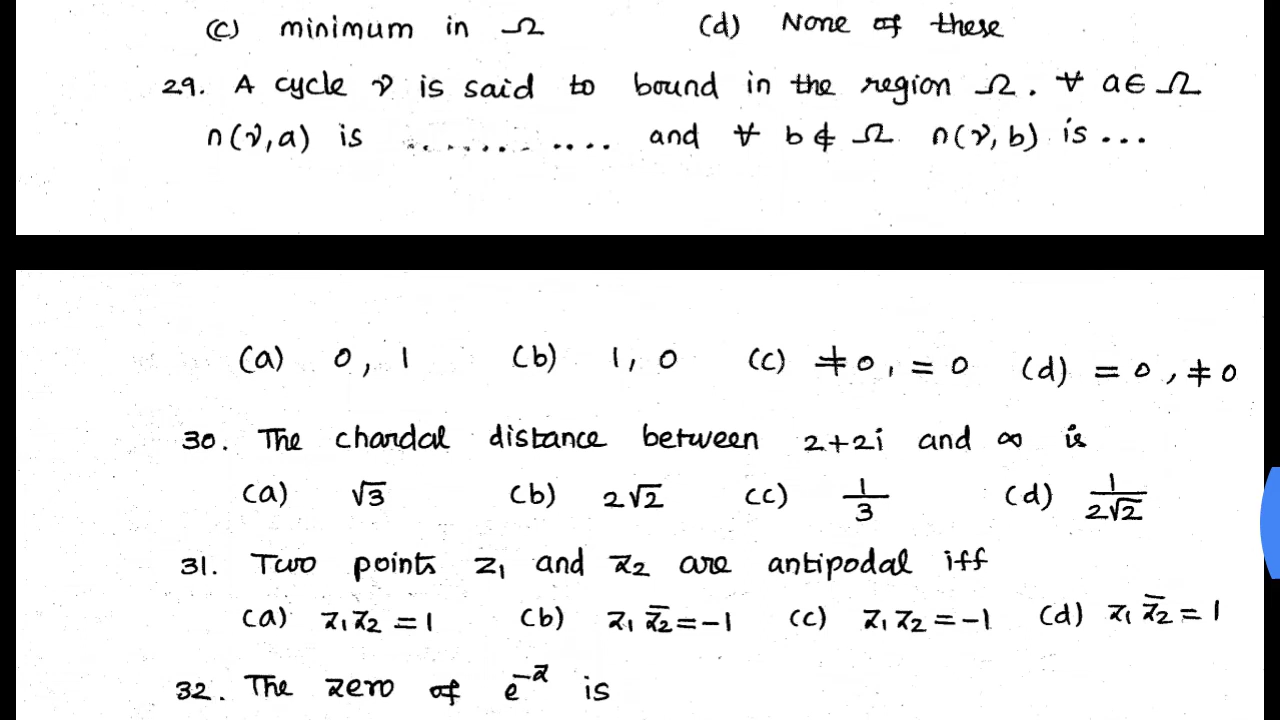 (c) minimum in Ω (d) None of these
29. A cycle γ is said to bound in the region Ω. ∀ a∈Ω
n(γ,a) is ............ and ∀ b∉Ω n(γ,b) is ...
(a) 0, 1 (b) 1, 0 (c) ≠0, =0 (d) =0, ≠0
30. The chordal distance between 2+2i and ∞ is
(a) √3 (b) 2√2 (c) 1/3 (d) 1/2√2
31. Two points z₁ and z₂ are antipodal iff
(a) z₁z₂ = 1 (b) z₁z̄₂ = -1 (c) z₁z₂ = -1 (d) z₁z̄₂ = 1
32. The zero of e⁻ᶻ is